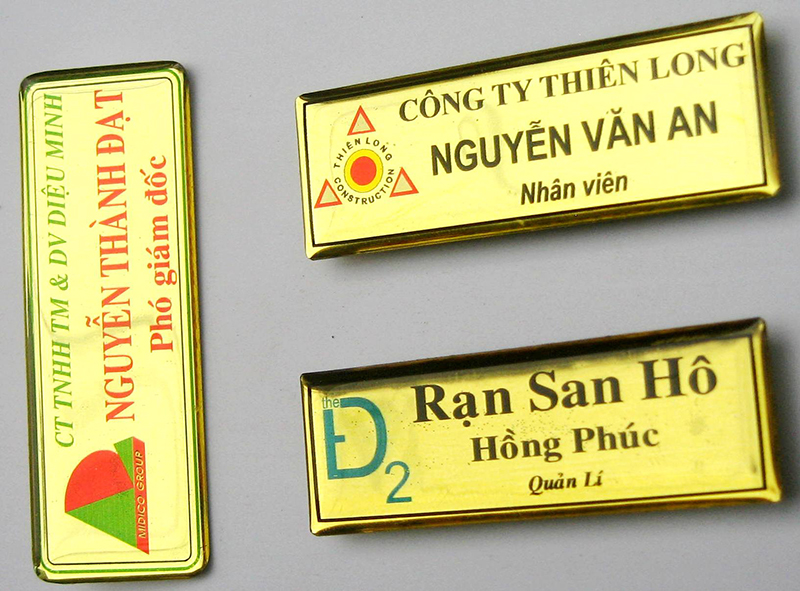 CT TNHH TM & DV DIỆU MINH
NGUYỄN THÀNH ĐẠT
Phó giám đốc
MIDICO GROUP
CÔNG TY THIÊN LONG
NGUYỄN VĂN AN
Nhân viên
THIÊN LONG
CONSTRUCTION
the
Đ2
Rạn San Hô
Hồng Phúc
Quản Lí